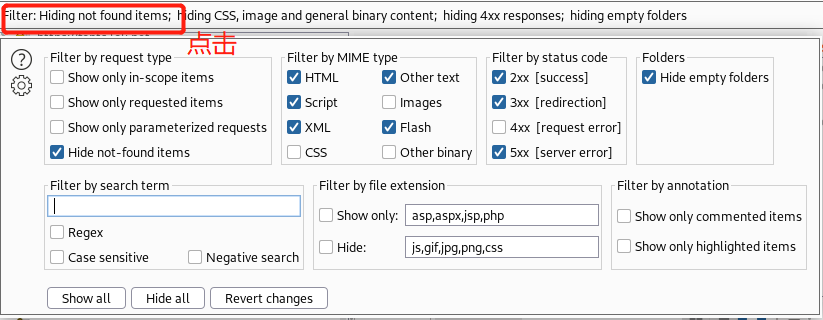 Filter: Hiding not found items; hiding CSS, image and general binary content; hiding 4xx responses; hiding empty folders
点击
Filter by request type
Show only in-scope items
Show only requested items
Show only parameterized requests
Hide not-found items
Filter by MIME type
HTML
Other text
Script
Images
XML
Flash
CSS
Other binary
Filter by status code
2xx [success]
3xx [redirection]
4xx [request error]
5xx [server error]
Folders
Hide empty folders
Filter by search term
Regex
Case sensitive
Negative search
Filter by file extension
Show only: asp,aspx,jsp,php
Hide: js,gif,jpg,png,css
Filter by annotation
Show only commented items
Show only highlighted items
Show all
Hide all
Revert changes